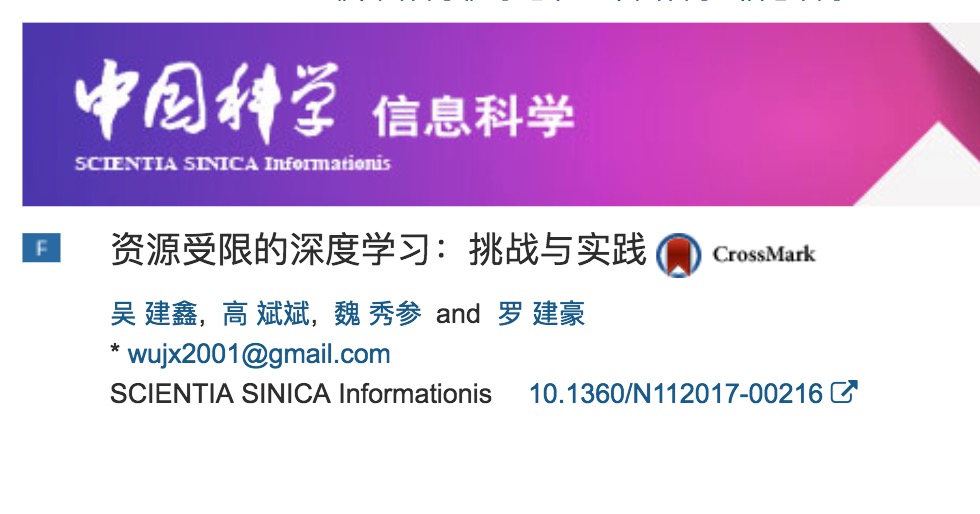 中国科学 信息科学
SCIENTIA SINICA Informationis
F 资源受限的深度学习：挑战与实践 CrossMark
吴 建鑫, 高 斌斌, 魏 秀参 and 罗 建豪
* wujx2001@gmail.com
SCIENTIA SINICA Informationis 10.1360/N112017-00216